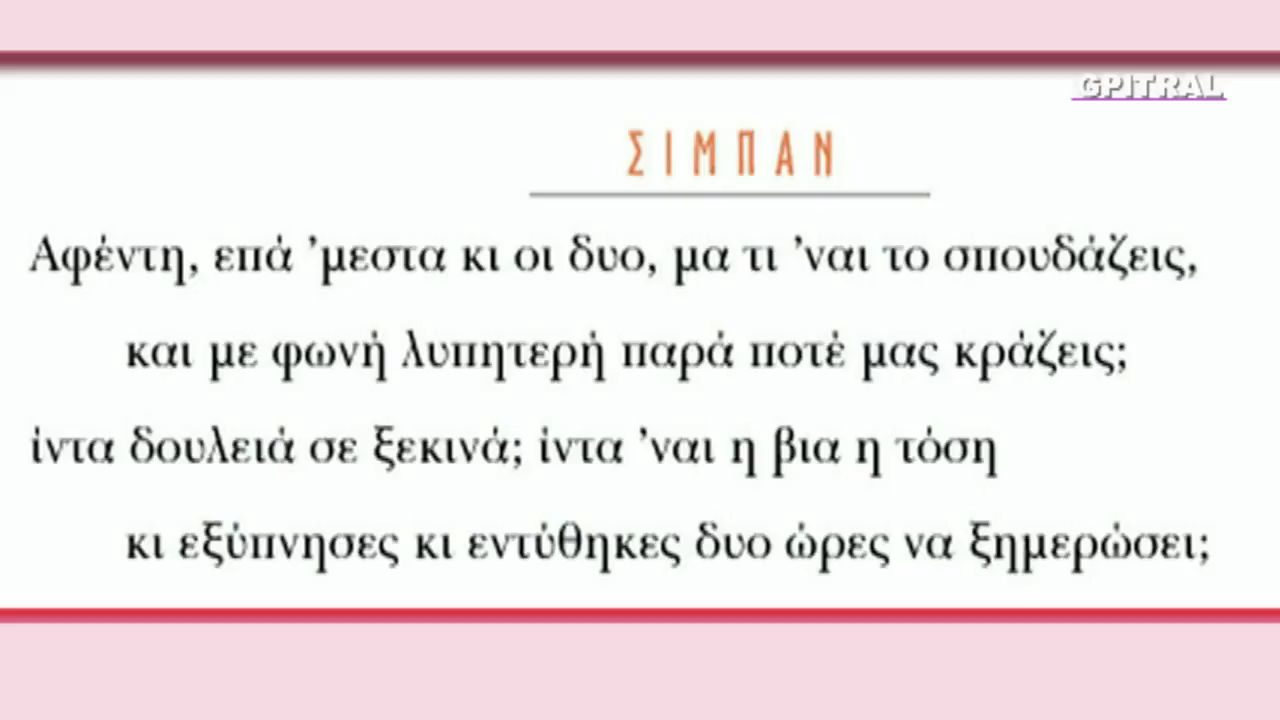 GPITRAL
ΣΙΜΠΑΝ
Αφέντη, επά ’μεστα κι οι δυο, μα τι ’ναι το σπουδάζεις,
και με φωνή λυπητερή παρά ποτέ μας κράζεις;
ίντα δουλειά σε ξεκινά; ίντα ’ναι η βια η τόση
κι εξύπνησες κι εντύθηκες δυο ώρες να ξημερώσει;